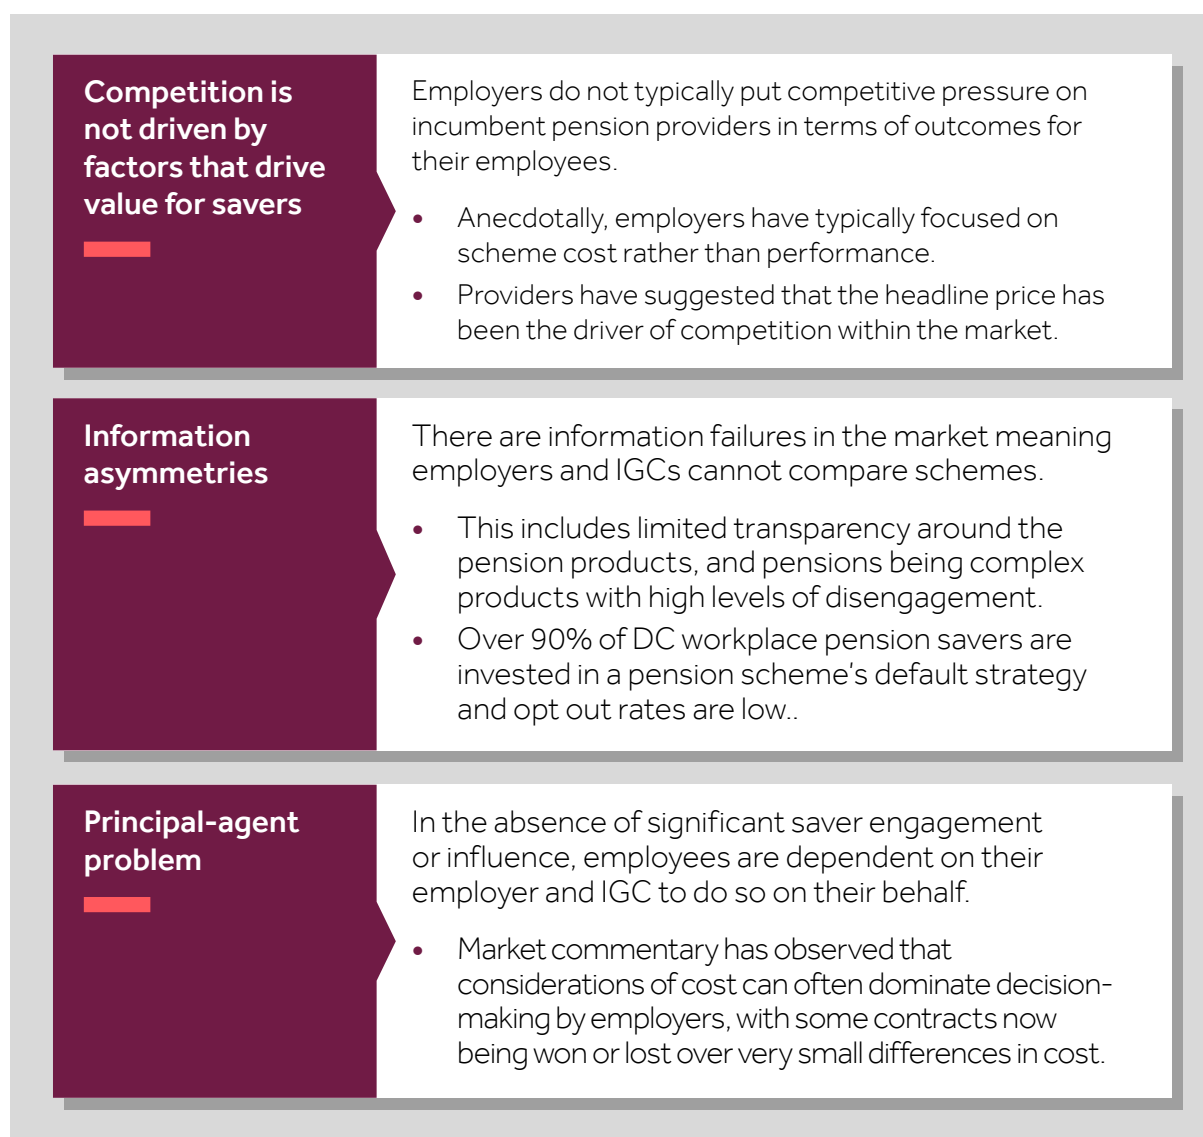 Competition is
not driven by
factors that drive
value for savers
Employers do not typically put competitive pressure on
incumbent pension providers in terms of outcomes for
their employees.
• Anecdotally, employers have typically focused on
scheme cost rather than performance.
• Providers have suggested that the headline price has
been the driver of competition within the market.
Information
asymmetries
There are information failures in the market meaning
employers and IGCs cannot compare schemes.
• This includes limited transparency around the
pension products, and pensions being complex
products with high levels of disengagement.
• Over 90% of DC workplace pension savers are
invested in a pension scheme's default strategy
and opt out rates are low..
Principal-agent
problem
In the absence of significant saver engagement
or influence, employees are dependent on their
employer and IGC to do so on their behalf.
• Market commentary has observed that
considerations of cost can often dominate decision-
making by employers, with some contracts now
being won or lost over very small differences in cost.